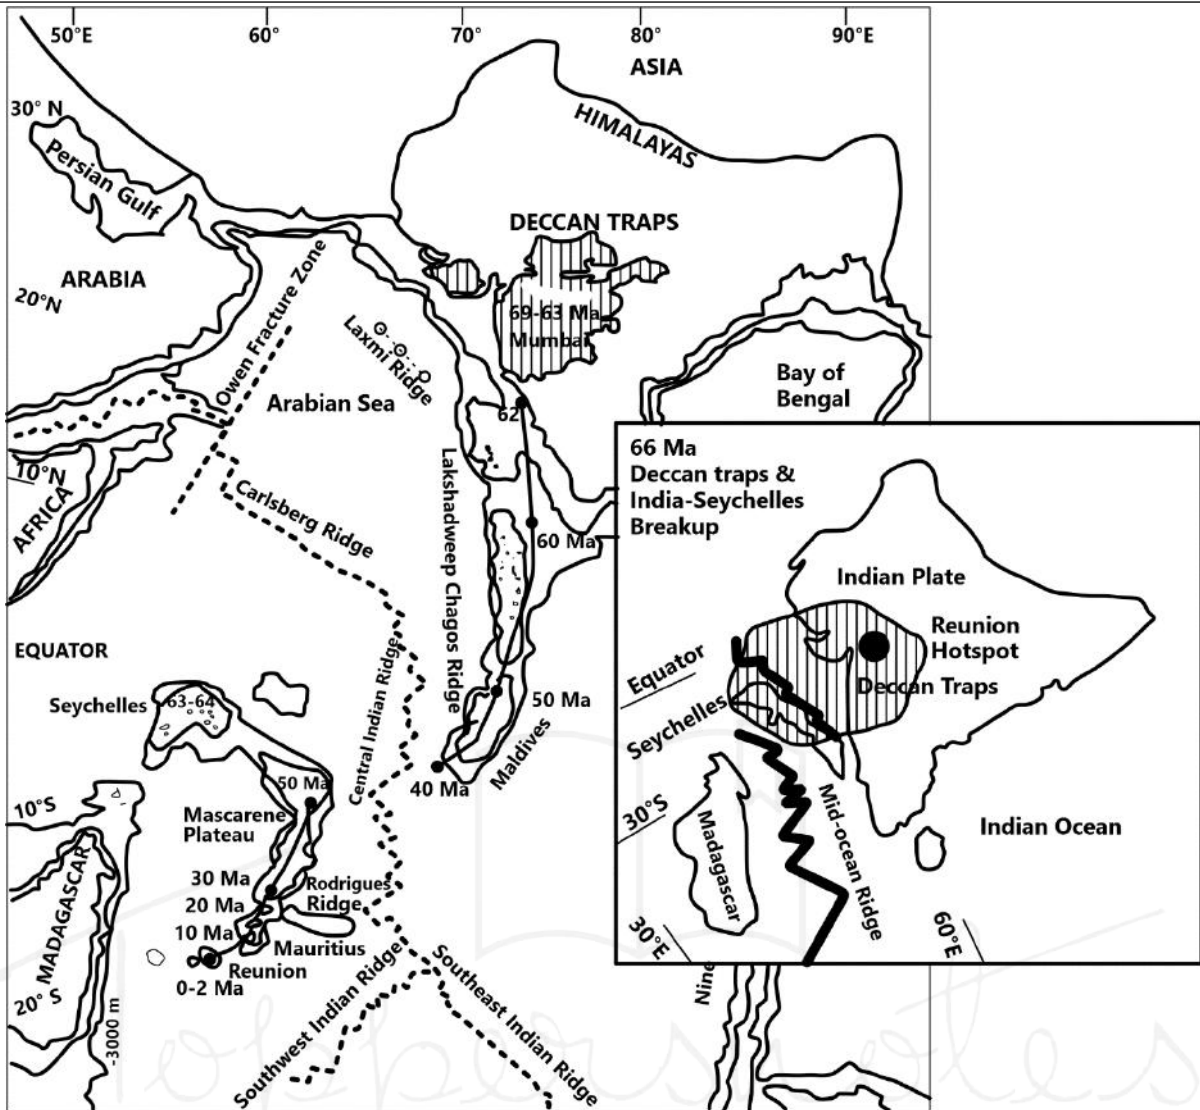 50°E
60°
70°
80°
90°E
ASIA
30° N
HIMALAYAS
Persian Gulf
DECCAN TRAPS
ARABIA
20°N
Owen Fracture Zone
69-63 Ma
Mumbai
Laxmi Ridge
Arabian Sea
Bay of
Bengal
62
10°N
AFRICA
Carlsberg Ridge
Lakshadweep Chagos Ridge
60 Ma
EQUATOR
Seychelles
63-64
Central Indian Ridge
50 Ma
Maldives
40 Ma
50 Ma
10°S
Mascarene
Plateau
MADAGASCAR
30 Ma
Rodrigues
Ridge
20 Ma
10 Ma
Mauritius
Reunion
0-2 Ma
20° S
-3000 m
Southwest Indian Ridge
Southeast Indian Ridge
Nine
66 Ma
Deccan traps &
India-Seychelles
Breakup
Indian Plate
Reunion
Hotspot
Equator
Deccan Traps
Seychelles
30°S
Madagascar
Mid-ocean Ridge
Indian Ocean
30°E
60°E
Toppersnotes